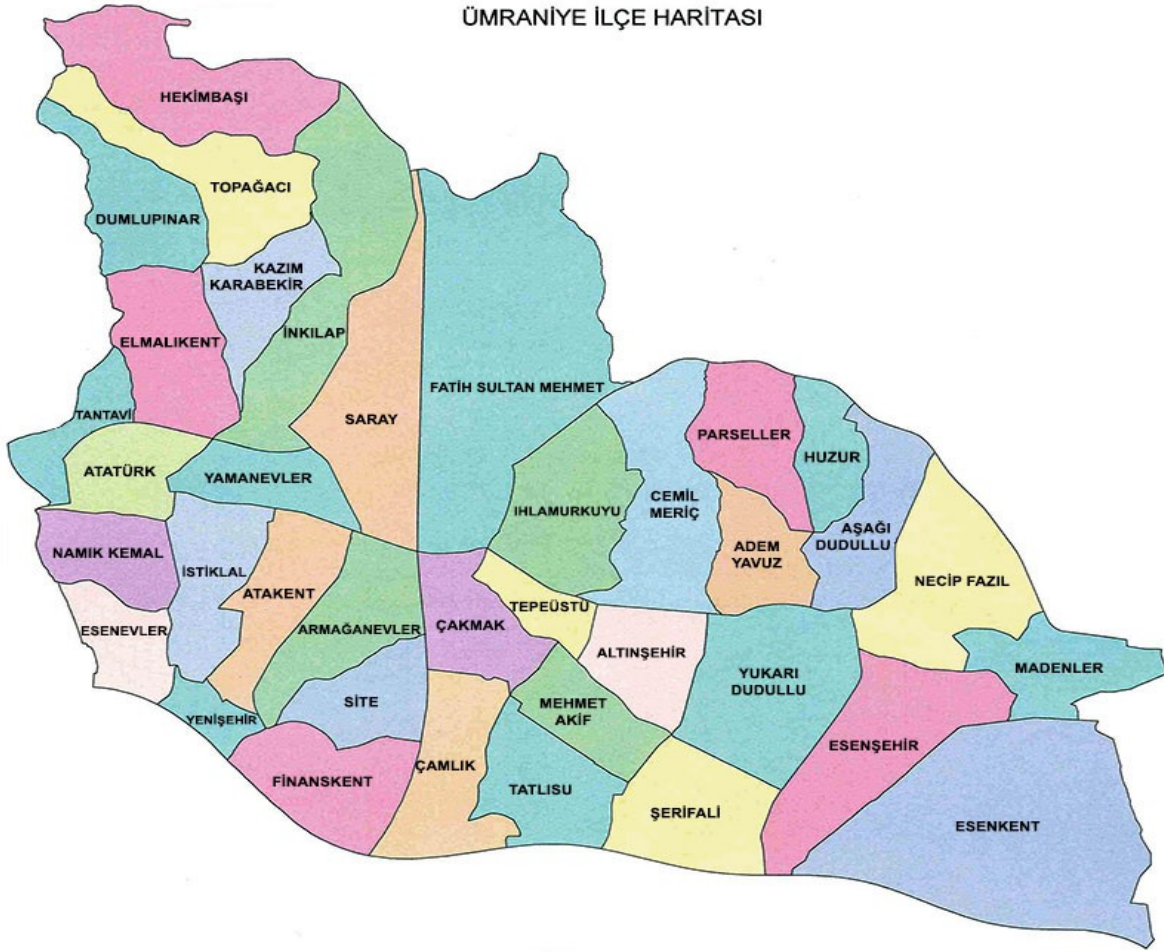 ÜMRANİYE İLÇE HARİTASI
HEKİMBAŞI
TOPAĞACI
DUMLUPINAR
KAZIM
KARABEKİR
İNKILAP
ELMALIKENT
FATİH SULTAN MEHMET
TANTAVİ
SARAY
PARSELLER
HUZUR
ATATÜRK
YAMANEVLER
IHLAMURKUYU
CEMİL
MERİÇ
AŞAĞI
DUDULLU
NAMIK KEMAL
İSTİKLAL
ATAKENT
ADEM
YAVUZ
NECİP FAZIL
ESENEVLER
ARMAĞANEVLER
ÇAKMAK
TEPEÜSTÜ
ALTINŞEHİR
YUKARI
DUDULLU
MADENLER
YENİŞEHİR
SİTE
MEHMET
AKİF
ESENŞEHİR
FİNANSKENT
ÇAMLIK
TATLISU
ŞERİFALİ
ESENKENT